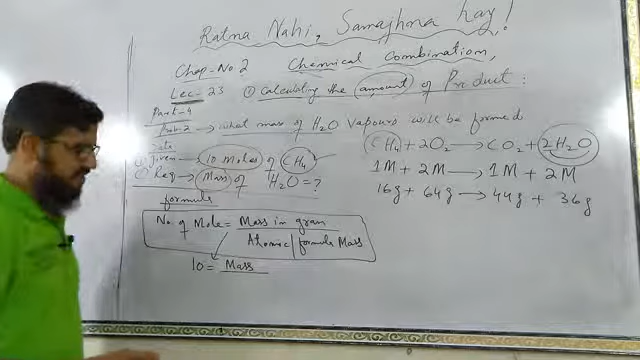 Ratna Nahi, Samajhna hay!
Chap-No 2 Chemical Combination,
Lec-23 ① Calculating the amount of Product:
Part-4
Prob-2 → what mass of H₂O Vapours will be formed
Data
① given → 10 Moles of CH₄
② Req → Mass of H₂O = ?
formula
No. of Mole = Mass in gram
Atomic | formula Mass
10 = Mass
CH₄ + 2O₂ → CO₂ + 2H₂O
1M + 2M → 1M + 2M
16g + 64g → 44g + 36g